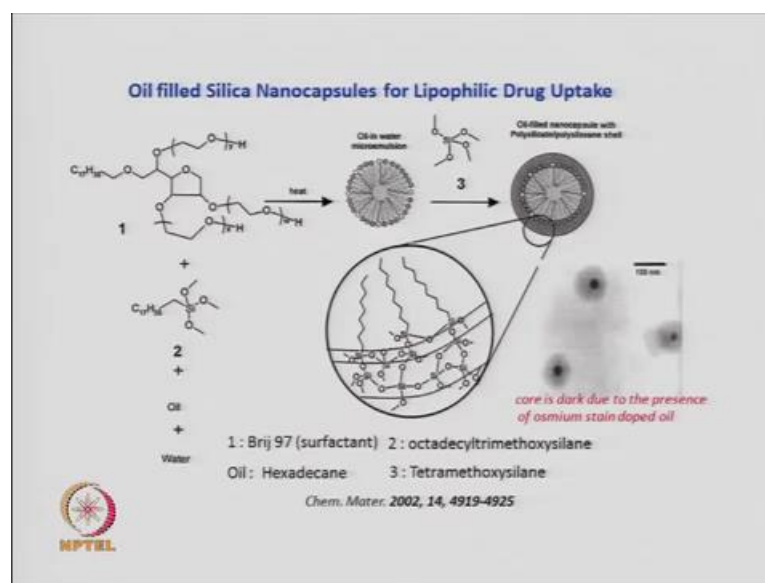 Oil filled Silica Nanocapsules for Lipophilic Drug Uptake
Oil-in water
microemulsion
Oil-filled nanocapsule with
Polysilicate/polysiloxane shell
heat
1
2
3
+
+
Oil
+
Water
100 nm
core is dark due to the presence
of osmium stain doped oil
1 : Brij 97 (surfactant) 2 : octadecyltrimethoxysilane
Oil : Hexadecane 3 : Tetramethoxysilane
Chem. Mater. 2002, 14, 4919-4925
NPTEL